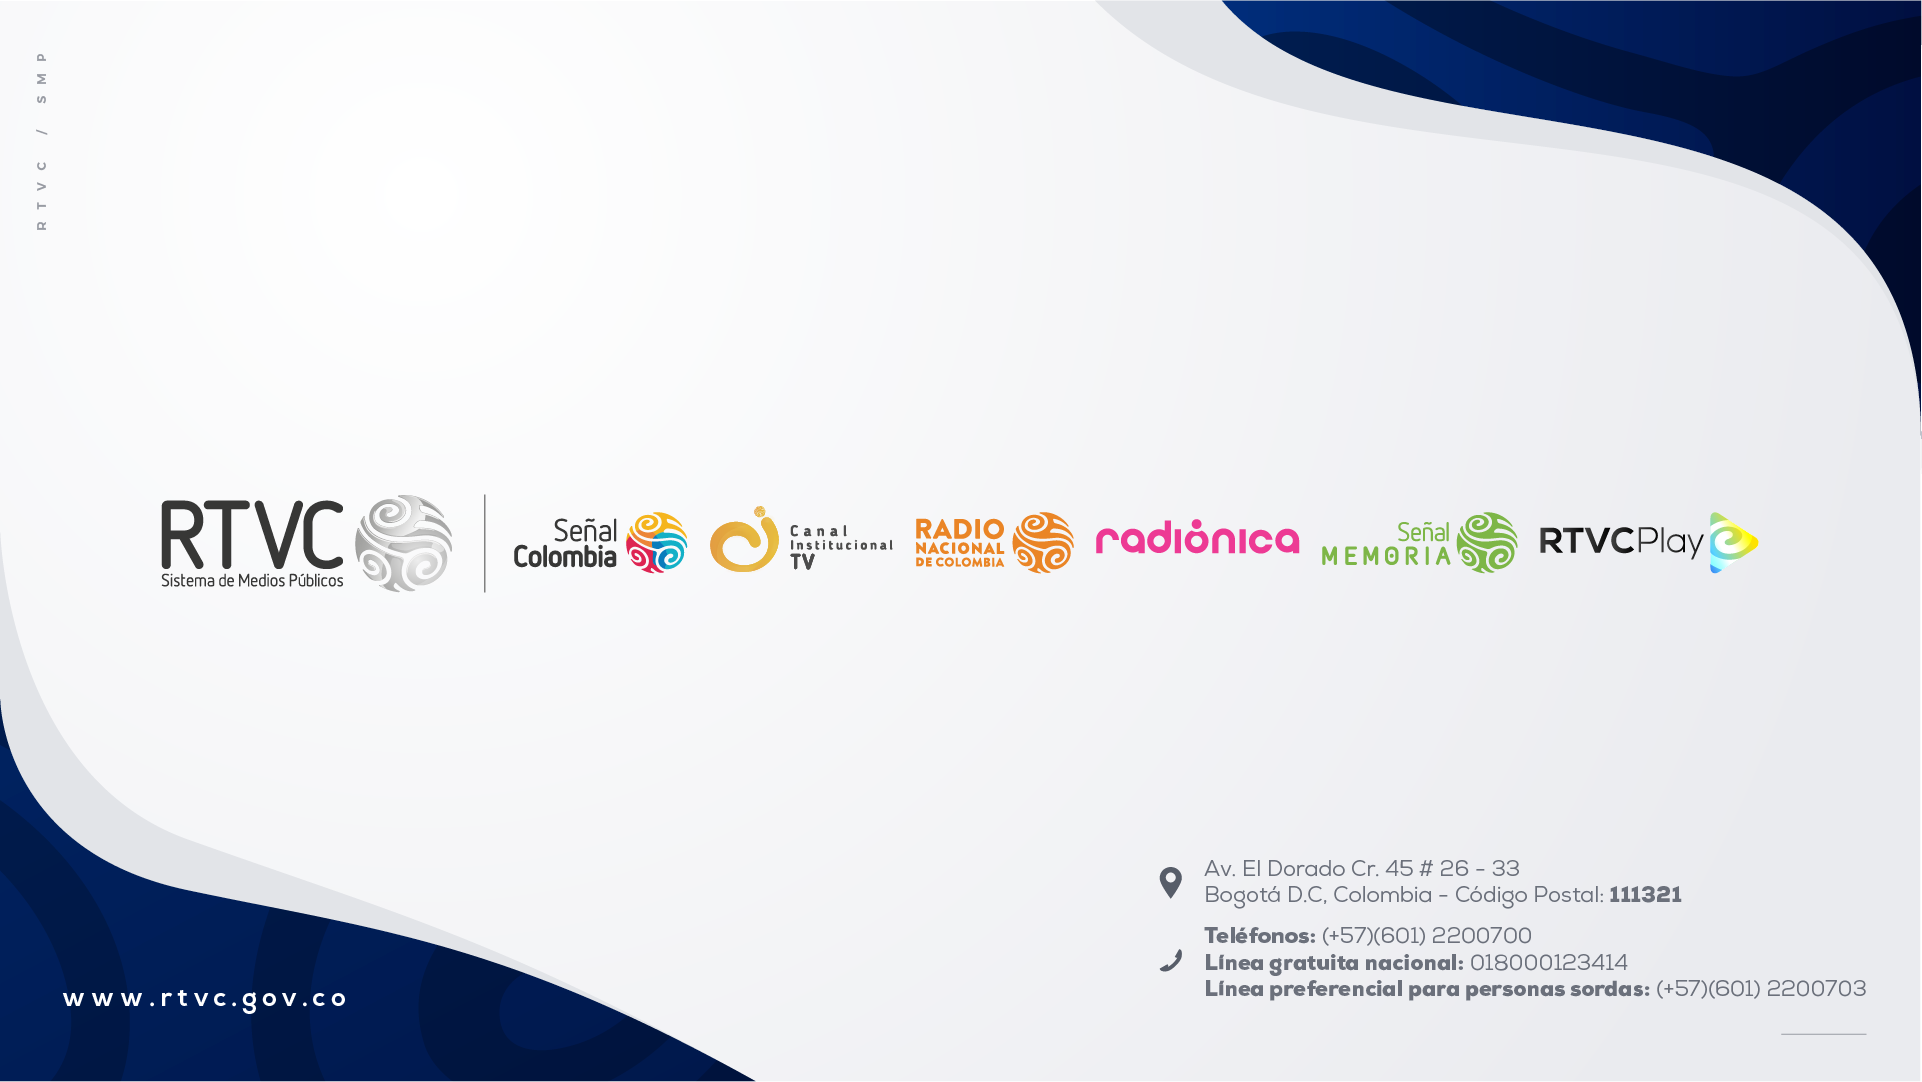 RTVC / SMP
RTVC
Sistema de Medios Públicos
Señal
Colombia
Canal
Institucional
TV
RADIO
NACIONAL
DE COLOMBIA
radiónica
Señal
MEMORIA
RTVCPlay
Av. El Dorado Cr. 45 # 26 - 33
Bogotá D.C, Colombia - Código Postal: 111321
Teléfonos: (+57)(601) 2200700
Línea gratuita nacional: 018000123414
Línea preferencial para personas sordas: (+57)(601) 2200703
www.rtvc.gov.co